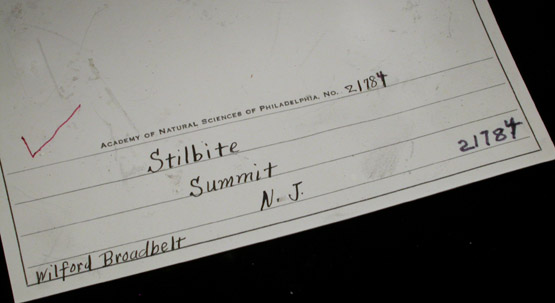 ACADEMY OF NATURAL SCIENCES OF PHILADELPHIA, NO. 21784
Stilbite
Summit
21784
N. J.
Wilford Broadbelt